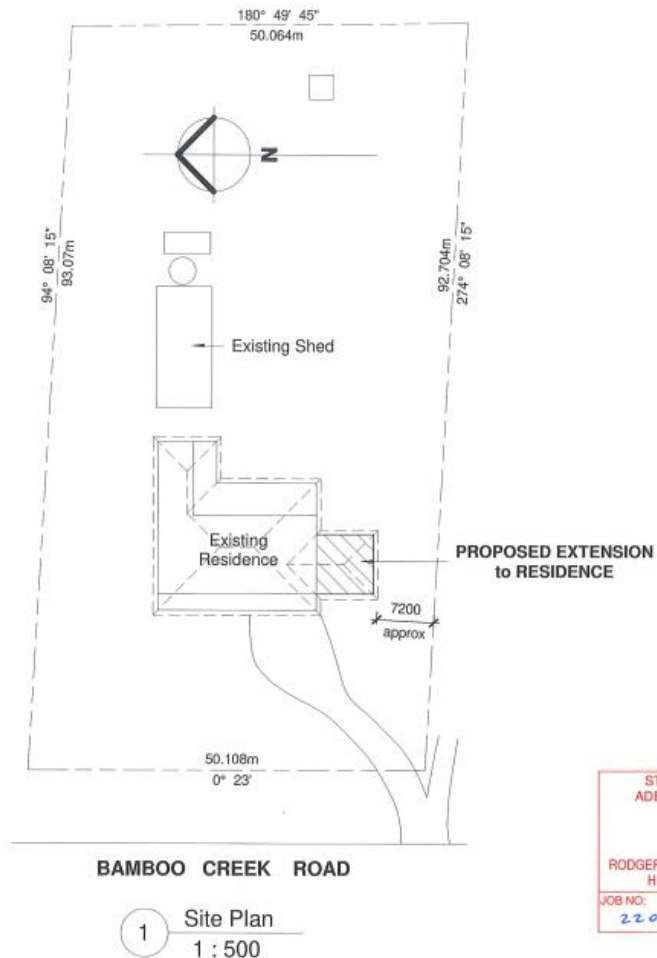 180° 49' 45"
50.064m
N
94° 08' 15"
93.07m
92.704m
274° 08' 15"
Existing Shed
Existing
Residence
PROPOSED EXTENSION
to RESIDENCE
7200
approx
50.108m
0° 23'
BAMBOO CREEK ROAD
1
Site Plan
1 : 500
JOB NO: